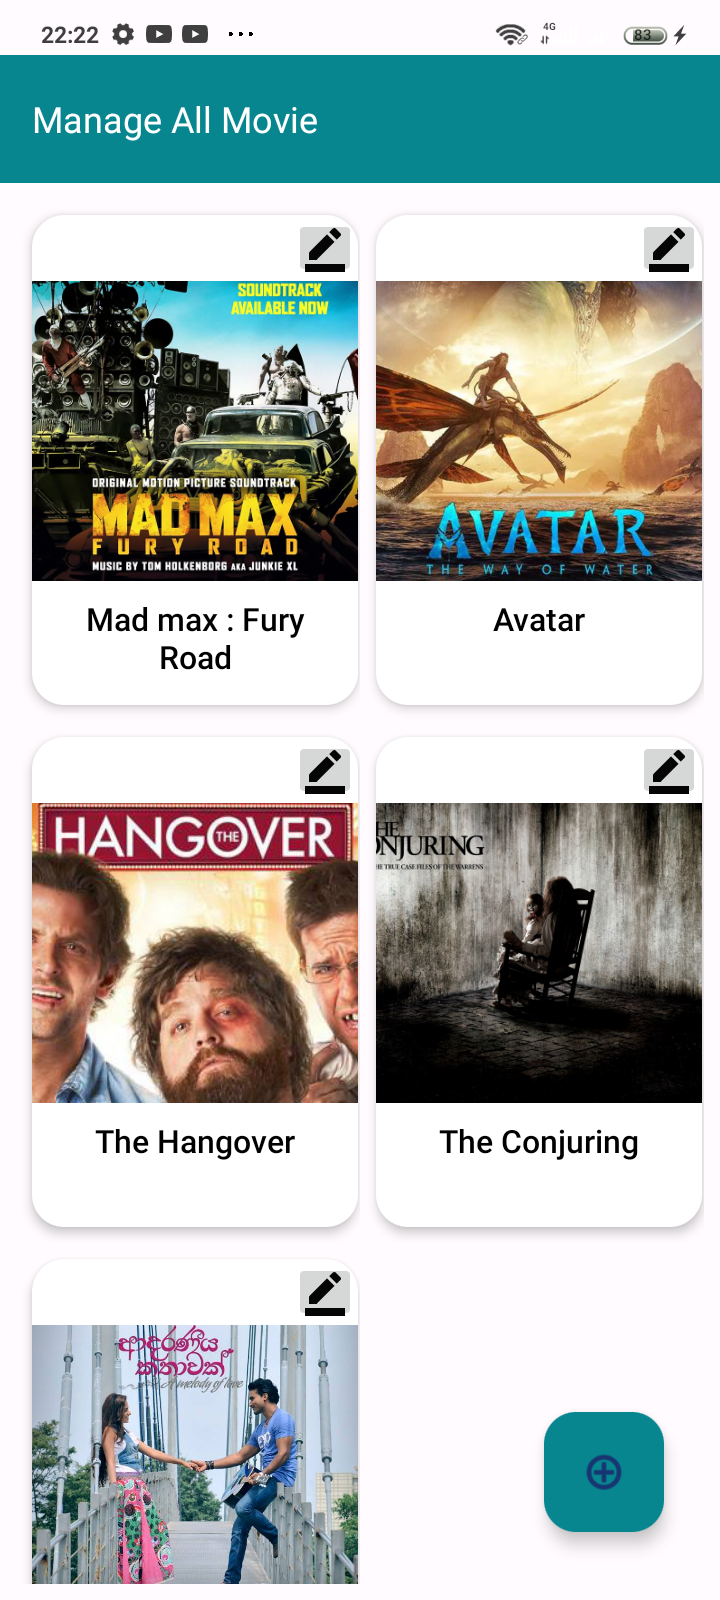 22:22
4G
83
Manage All Movie
SOUNDTRACK
AVAILABLE NOW
ORIGINAL MOTION PICTURE SOUNDTRACK
MAD MAX
FURY ROAD
MUSIC BY TOM HOLKENBORG AKA JUNKIE XL
AVATAR
THE WAY OF WATER
Mad max : Fury
Road
Avatar
THE HANGOVER
HE
ONJURING
HE TRUE CASE FILES OF THE WARRENS
The Hangover
The Conjuring
ආදරණීය
කතාවක්
A melody of love